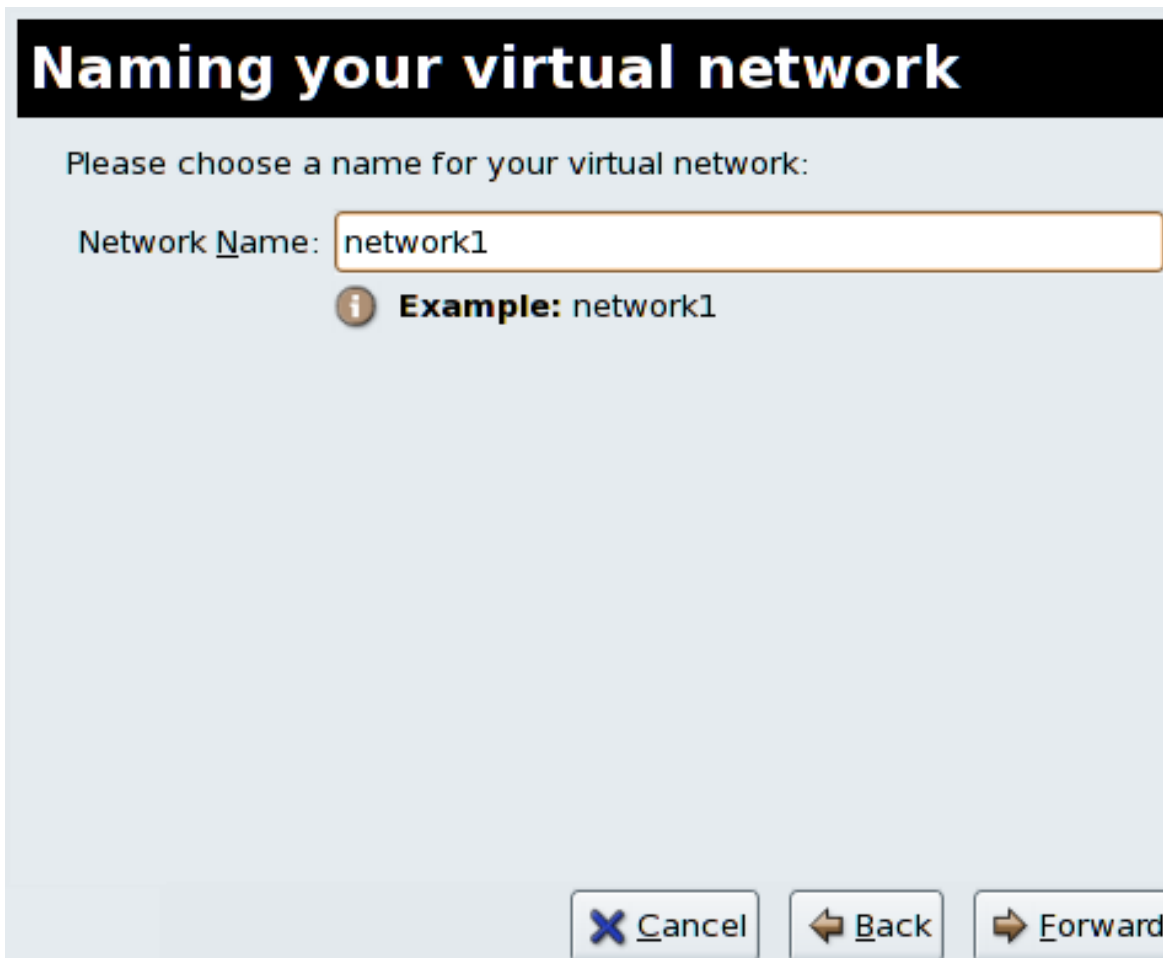 Naming your virtual network
Please choose a name for your virtual network:
Network Name: network1
Example: network1
Cancel Back Forward